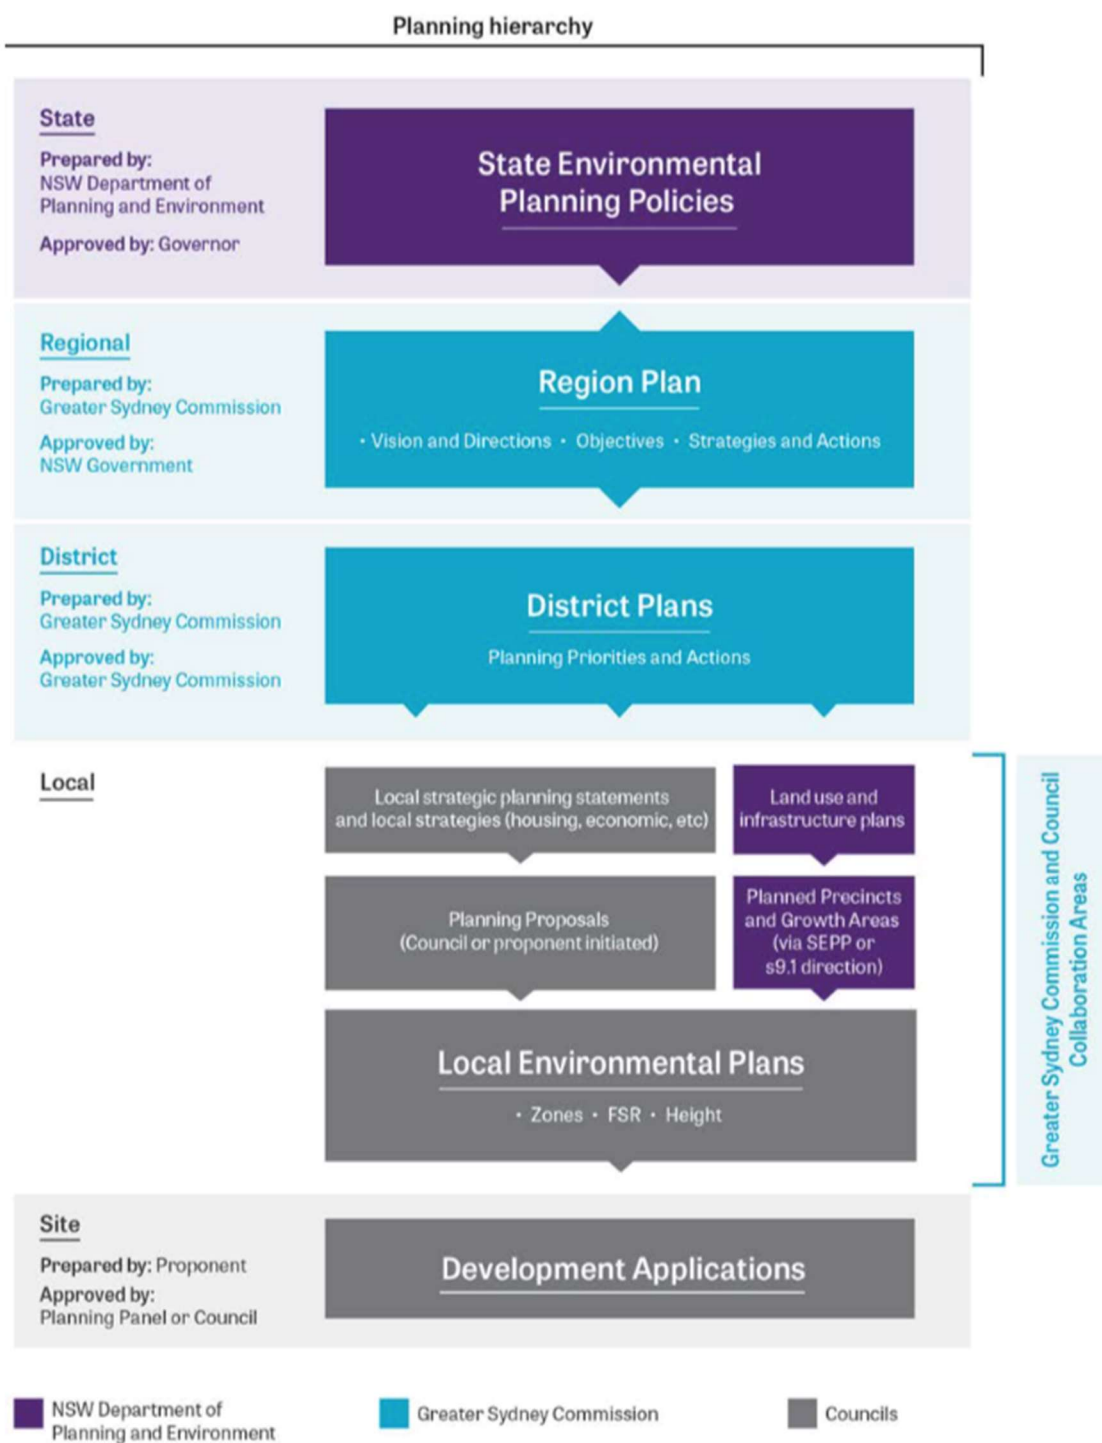 Planning hierarchy
State
Prepared by:
NSW Department of
Planning and Environment
Approved by: Governor
State Environmental
Planning Policies
Regional
Prepared by:
Greater Sydney Commission
Approved by:
NSW Government
Region Plan
• Vision and Directions • Objectives • Strategies and Actions
District
Prepared by:
Greater Sydney Commission
Approved by:
Greater Sydney Commission
District Plans
Planning Priorities and Actions
Local
Local strategic planning statements
and local strategies (housing, economic, etc)
Land use and
infrastructure plans
Planning Proposals
(Council or proponent initiated)
Planned Precincts
and Growth Areas
(via SEPP or
s9.1 direction)
Local Environmental Plans
• Zones • FSR • Height
Greater Sydney Commission and Council
Collaboration Areas
Site
Prepared by: Proponent
Approved by:
Planning Panel or Council
Development Applications
NSW Department of
Planning and Environment
Greater Sydney Commission
Councils